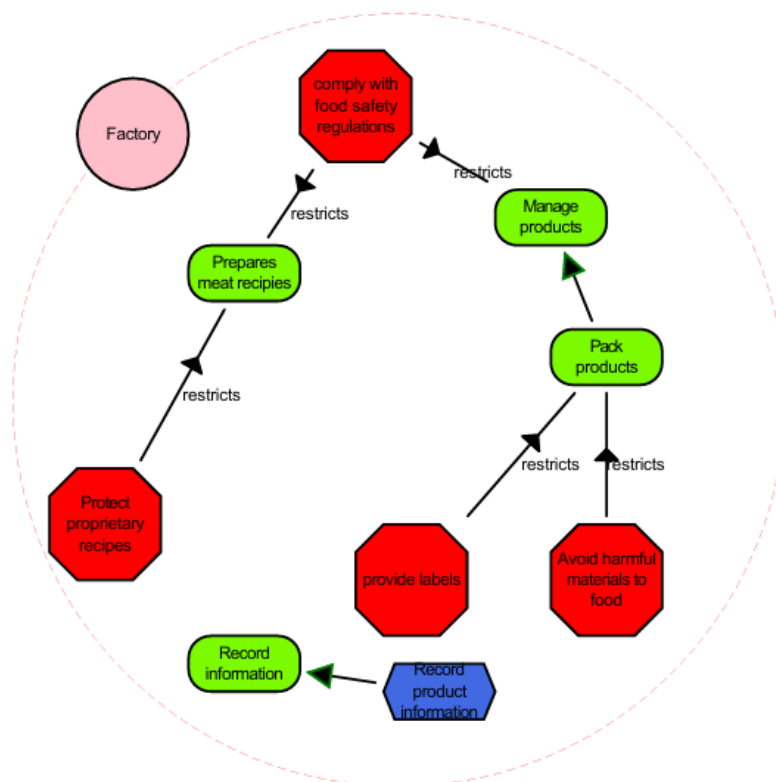 comply with
food safety
regulations
Factory
restricts
restricts
Manage
products
Prepares
meat recipies
Pack
products
restricts
restricts
restricts
Protect
proprietary
recipes
provide labels
Avoid harmful
materials to
food
Record
information
Record
product
information